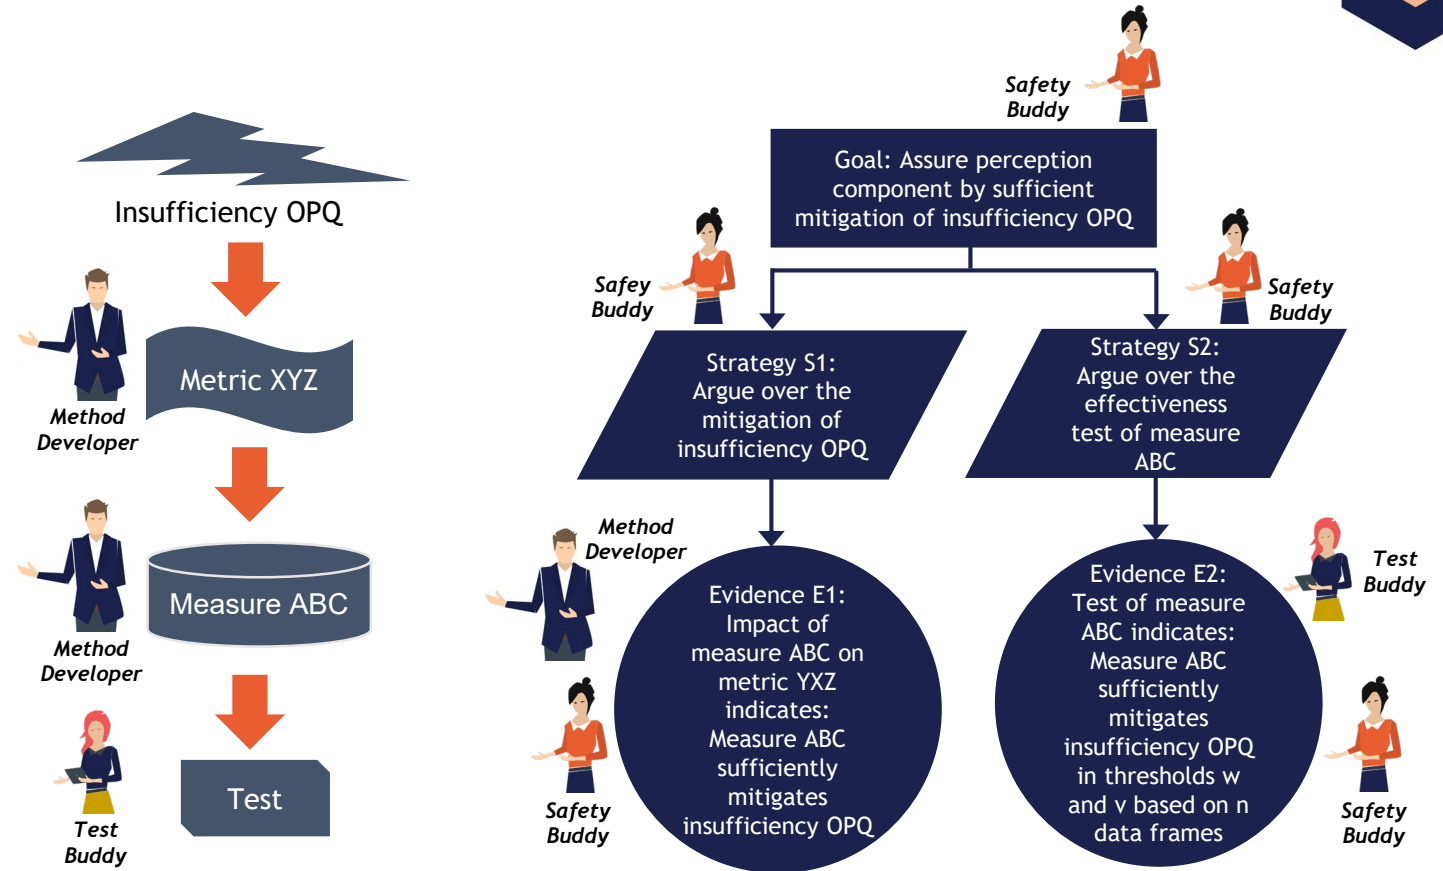 Insufficiency OPQ
Method
Developer
Metric XYZ
Method
Developer
Measure ABC
Test
Buddy
Test
Safety
Buddy
Goal: Assure perception
component by sufficient
mitigation of insufficiency OPQ
Safey
Buddy
Safety
Buddy
Strategy S1:
Argue over the
mitigation of
insufficiency OPQ
Strategy S2:
Argue over the
effectiveness
test of measure
ABC
Method
Developer
Evidence E1:
Impact of
measure ABC on
metric YXZ
indicates:
Measure ABC
sufficiently
mitigates
insufficiency OPQ
Safety
Buddy
Evidence E2:
Test of measure
ABC indicates:
Measure ABC
sufficiently
mitigates
insufficiency OPQ
in thresholds w
and v based on n
data frames
Test
Buddy
Safety
Buddy